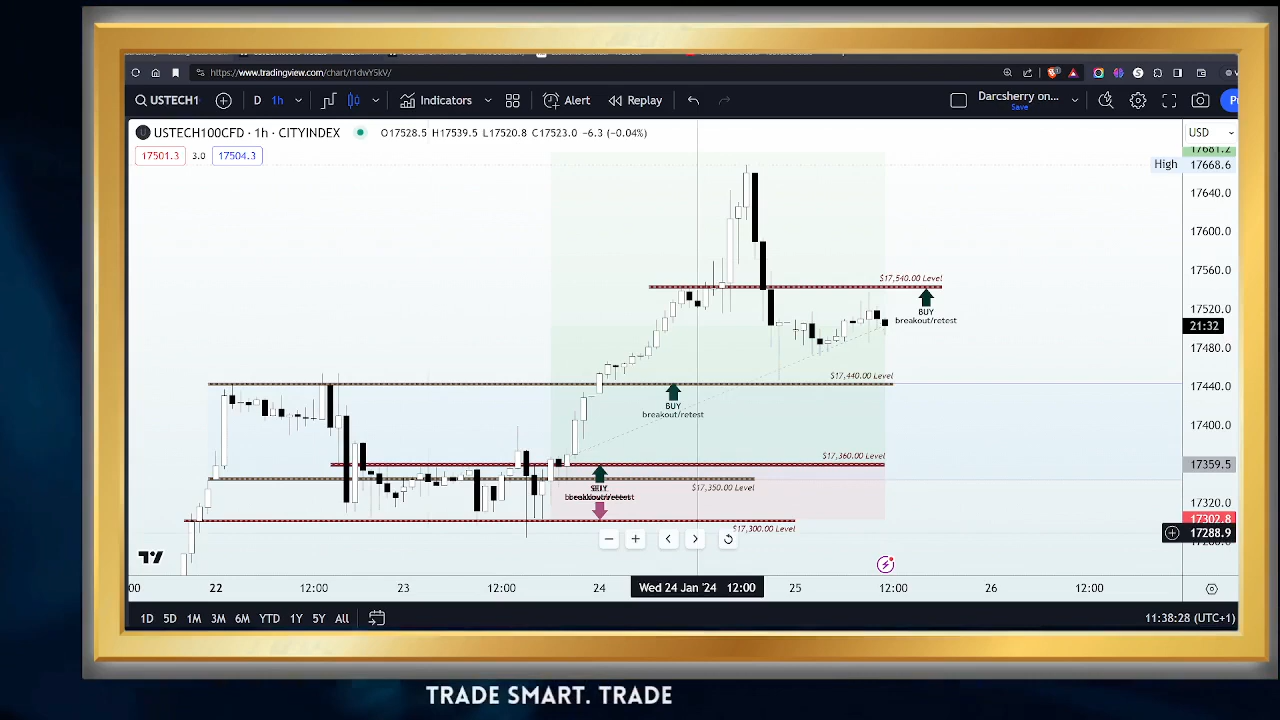 https://www.tradingview.com/chart/r1dwY5kV/
USTECH1 D 1h Indicators Alert Replay Darcsherry on... Save
USTECH100CFD · 1h · CITYINDEX O17528.5 H17539.5 L17520.8 C17523.0 −6.3 (−0.04%) USD
17501.3 3.0 17504.3
17681.2
High 17668.6
17640.0
17600.0
$17,540.00 Level
17560.0
BUY
breakout/retest
17520.0
21:32
17480.0
$17,440.00 Level
17440.0
BUY
breakout/retest
17400.0
$17,360.00 Level
17359.5
$17,350.00 Level
17320.0
$17,300.00 Level
17302.8
17288.9
:00 22 12:00 23 12:00 24 Wed 24 Jan '24 12:00 25 12:00 26 12:00
1D 5D 1M 3M 6M YTD 1Y 5Y All 11:38:28 (UTC+1)
TRADE SMART. TRADE